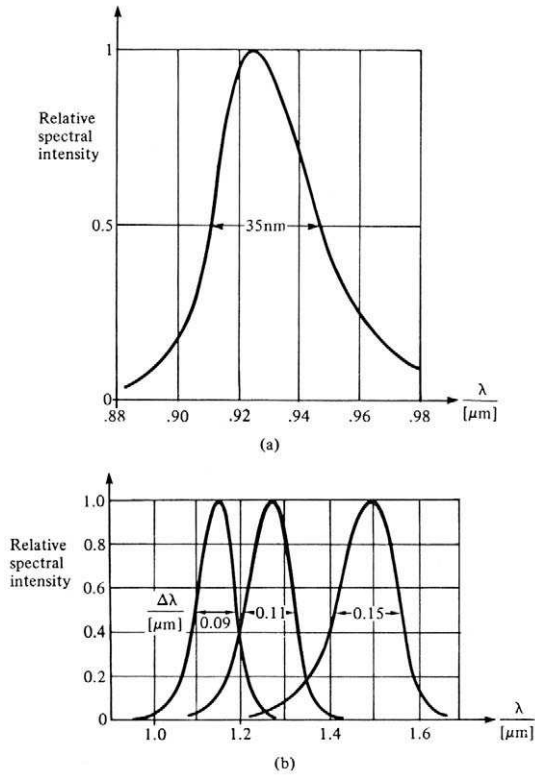 1
Relative
spectral
intensity
0.5
35nm
0
.88 .90 .92 .94 .96 .98
λ
[μm]
(a)
1.0
Relative
spectral
intensity
0.8
0.6
Δλ
[μm]
0.09
0.11
0.15
0.4
0.2
0
1.0 1.2 1.4 1.6
λ
[μm]
(b)